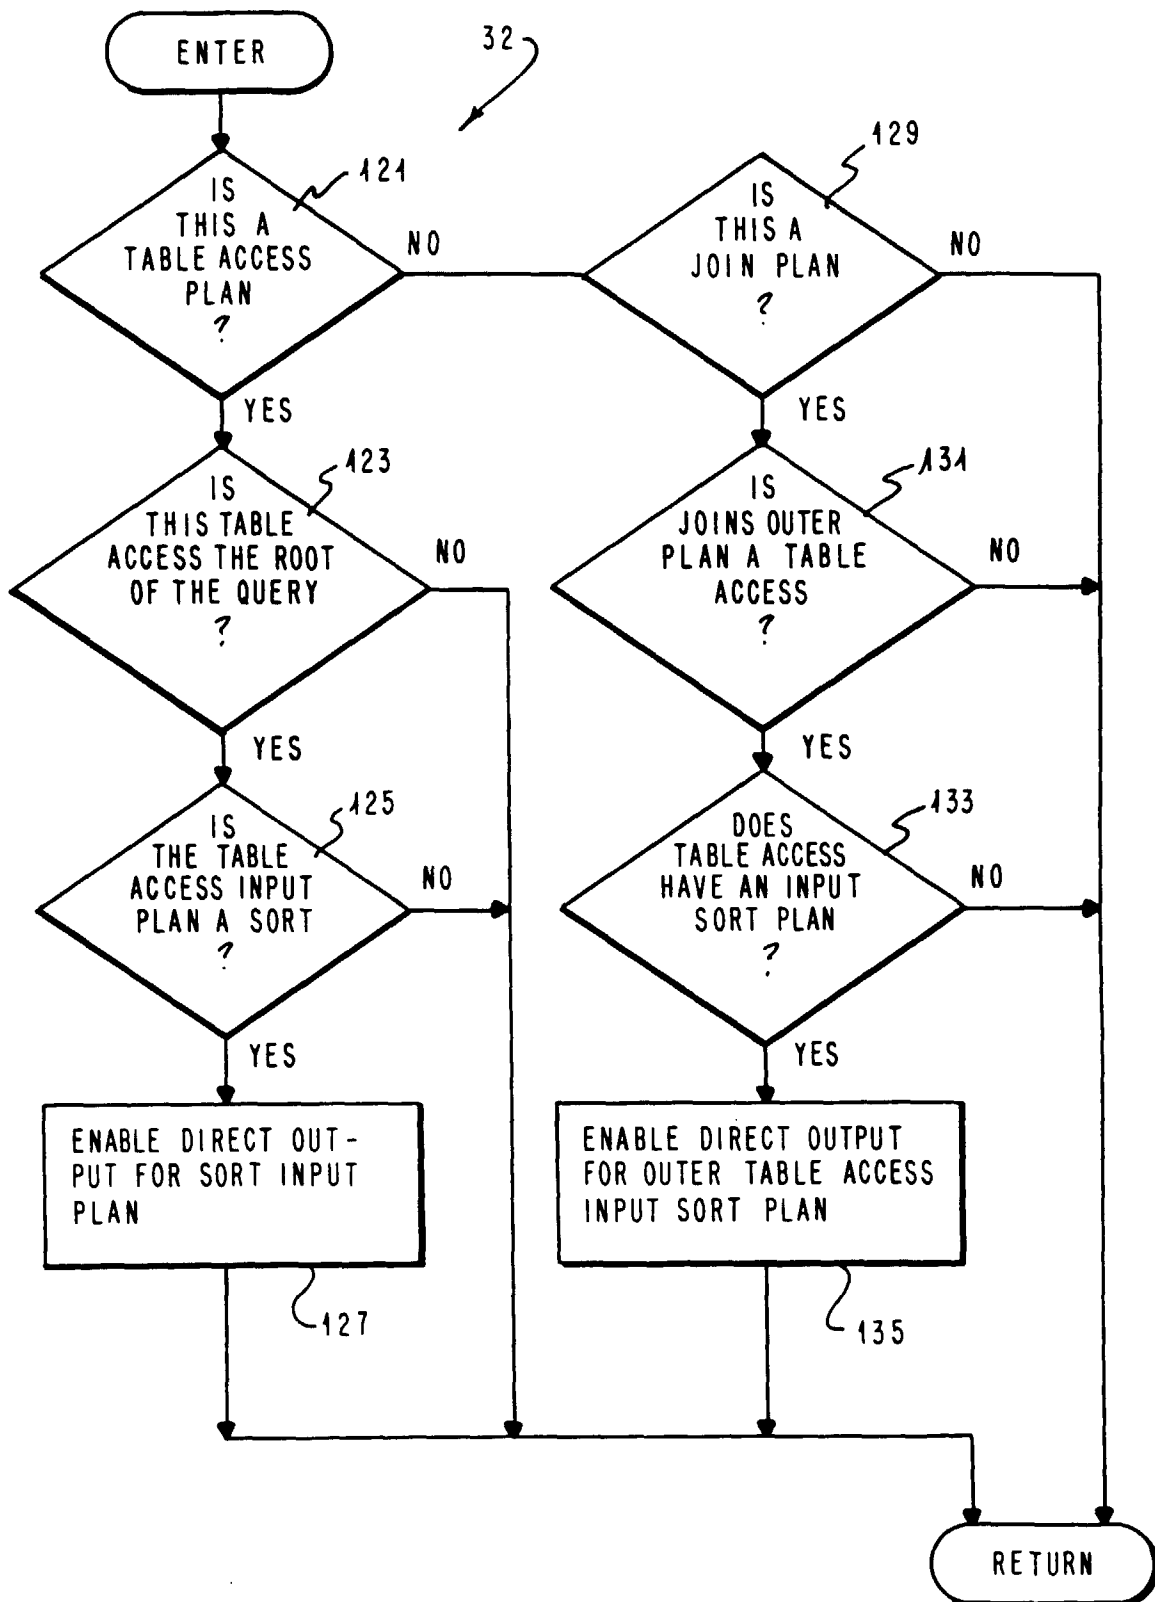 ENTER
32
IS
THIS A
TABLE ACCESS
PLAN
?
121
NO
YES
IS
THIS A
JOIN PLAN
?
129
NO
YES
IS
THIS TABLE
ACCESS THE ROOT
OF THE QUERY
?
123
NO
YES
IS
JOINS OUTER
PLAN A TABLE
ACCESS
?
131
NO
YES
IS
THE TABLE
ACCESS INPUT
PLAN A SORT
?
125
NO
YES
DOES
TABLE ACCESS
HAVE AN INPUT
SORT PLAN
?
133
NO
YES
ENABLE DIRECT OUT-
PUT FOR SORT INPUT
PLAN
127
ENABLE DIRECT OUTPUT
FOR OUTER TABLE ACCESS
INPUT SORT PLAN
135
RETURN